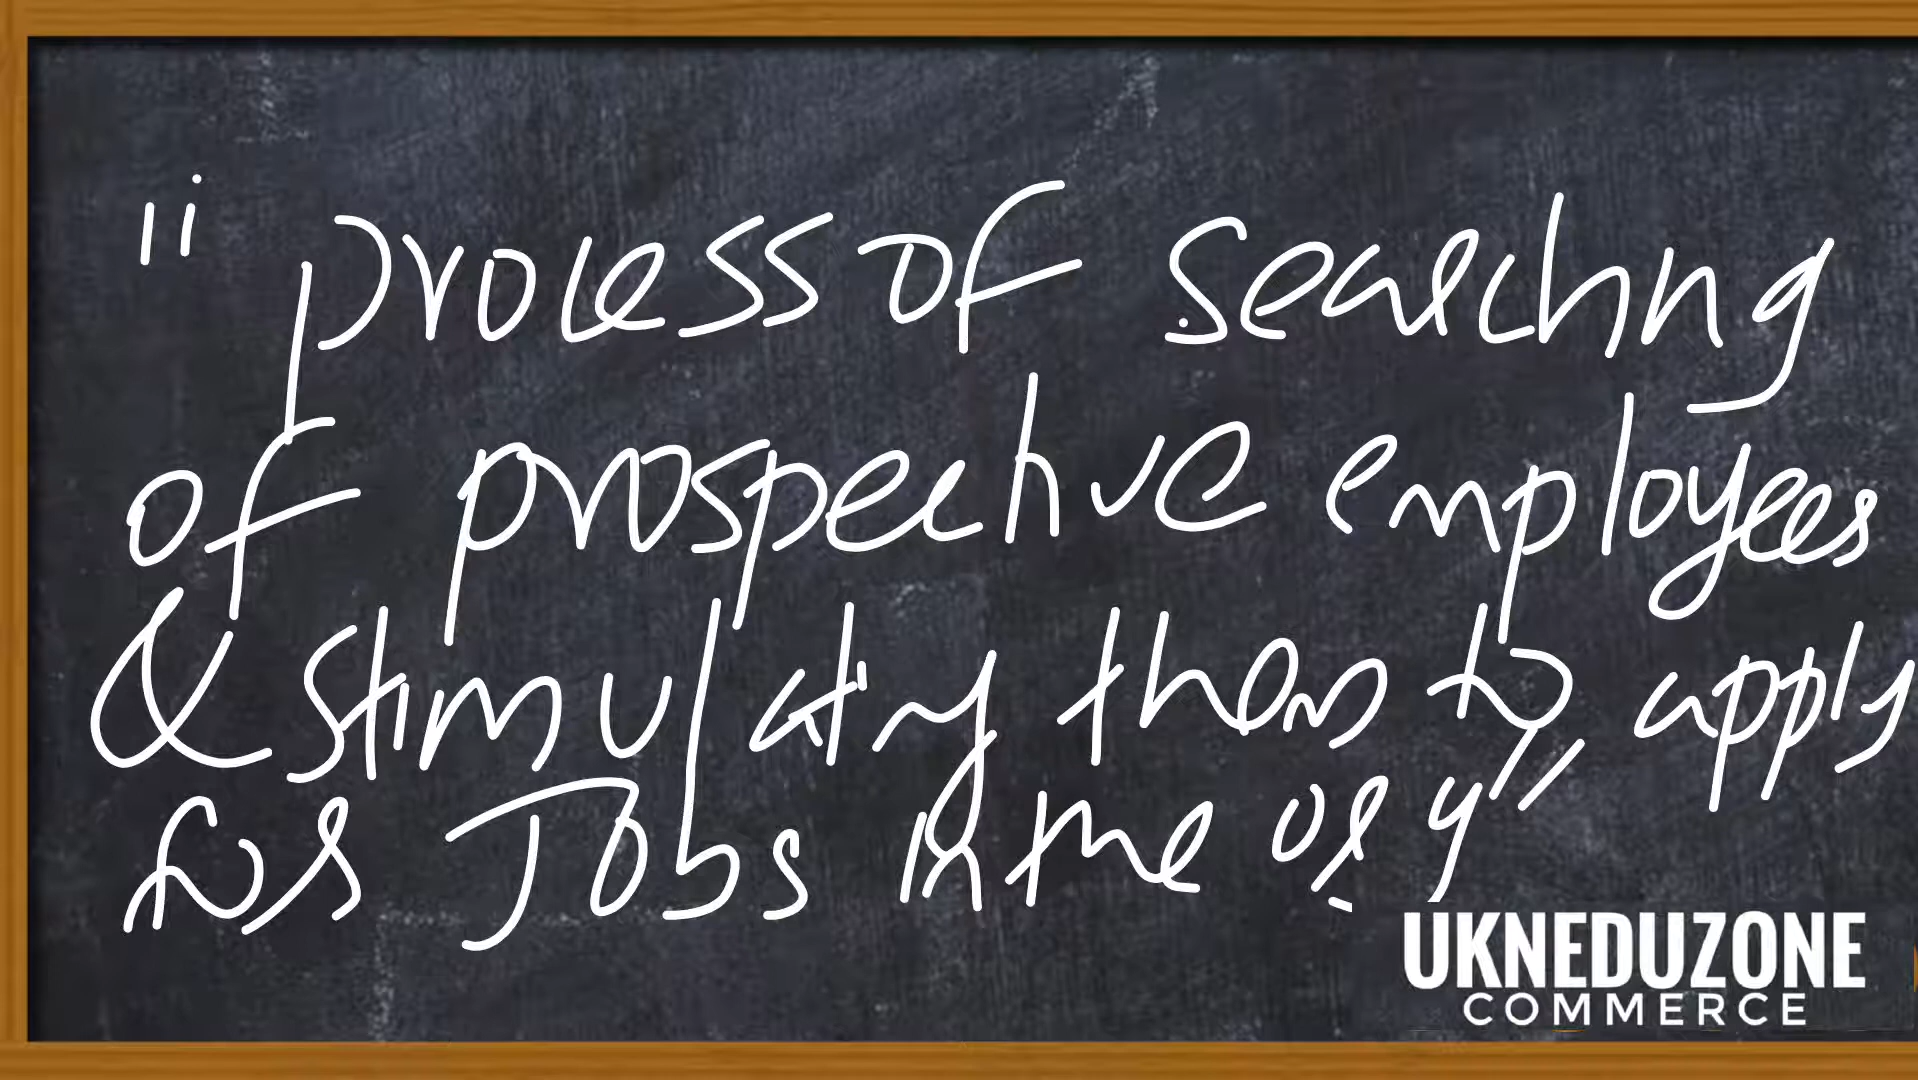 " process of searching
of prospective employees
& stimulating them to apply
for Jobs in the org"
UKNEDUZONE
COMMERCE